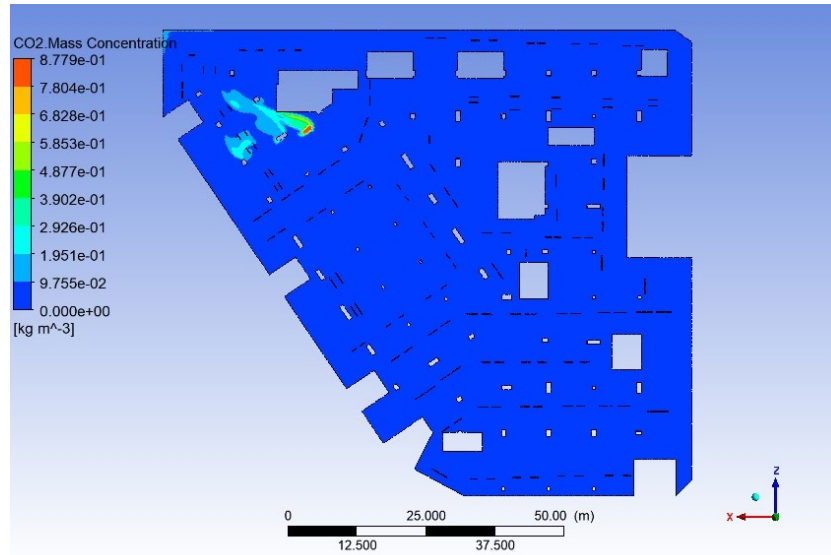 CO2.Mass Concentration
8.779e-01
7.804e-01
6.828e-01
5.853e-01
4.877e-01
3.902e-01
2.926e-01
1.951e-01
9.755e-02
0.000e+00
[kg m^-3]
Z
X
0 25.000 50.00 (m)
12.500 37.500